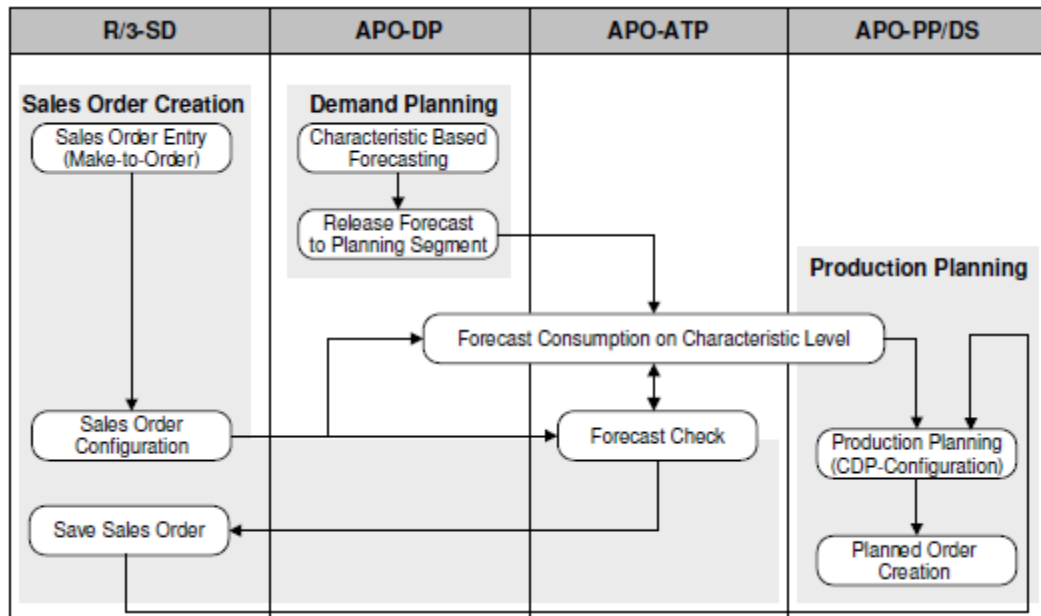 R/3-SD
APO-DP
APO-ATP
APO-PP/DS
Sales Order Creation
Demand Planning
Sales Order Entry
(Make-to-Order)
Characteristic Based
Forecasting
Release Forecast
to Planning Segment
Production Planning
Forecast Consumption on Characteristic Level
Sales Order
Configuration
Forecast Check
Production Planning
(CDP-Configuration)
Save Sales Order
Planned Order
Creation